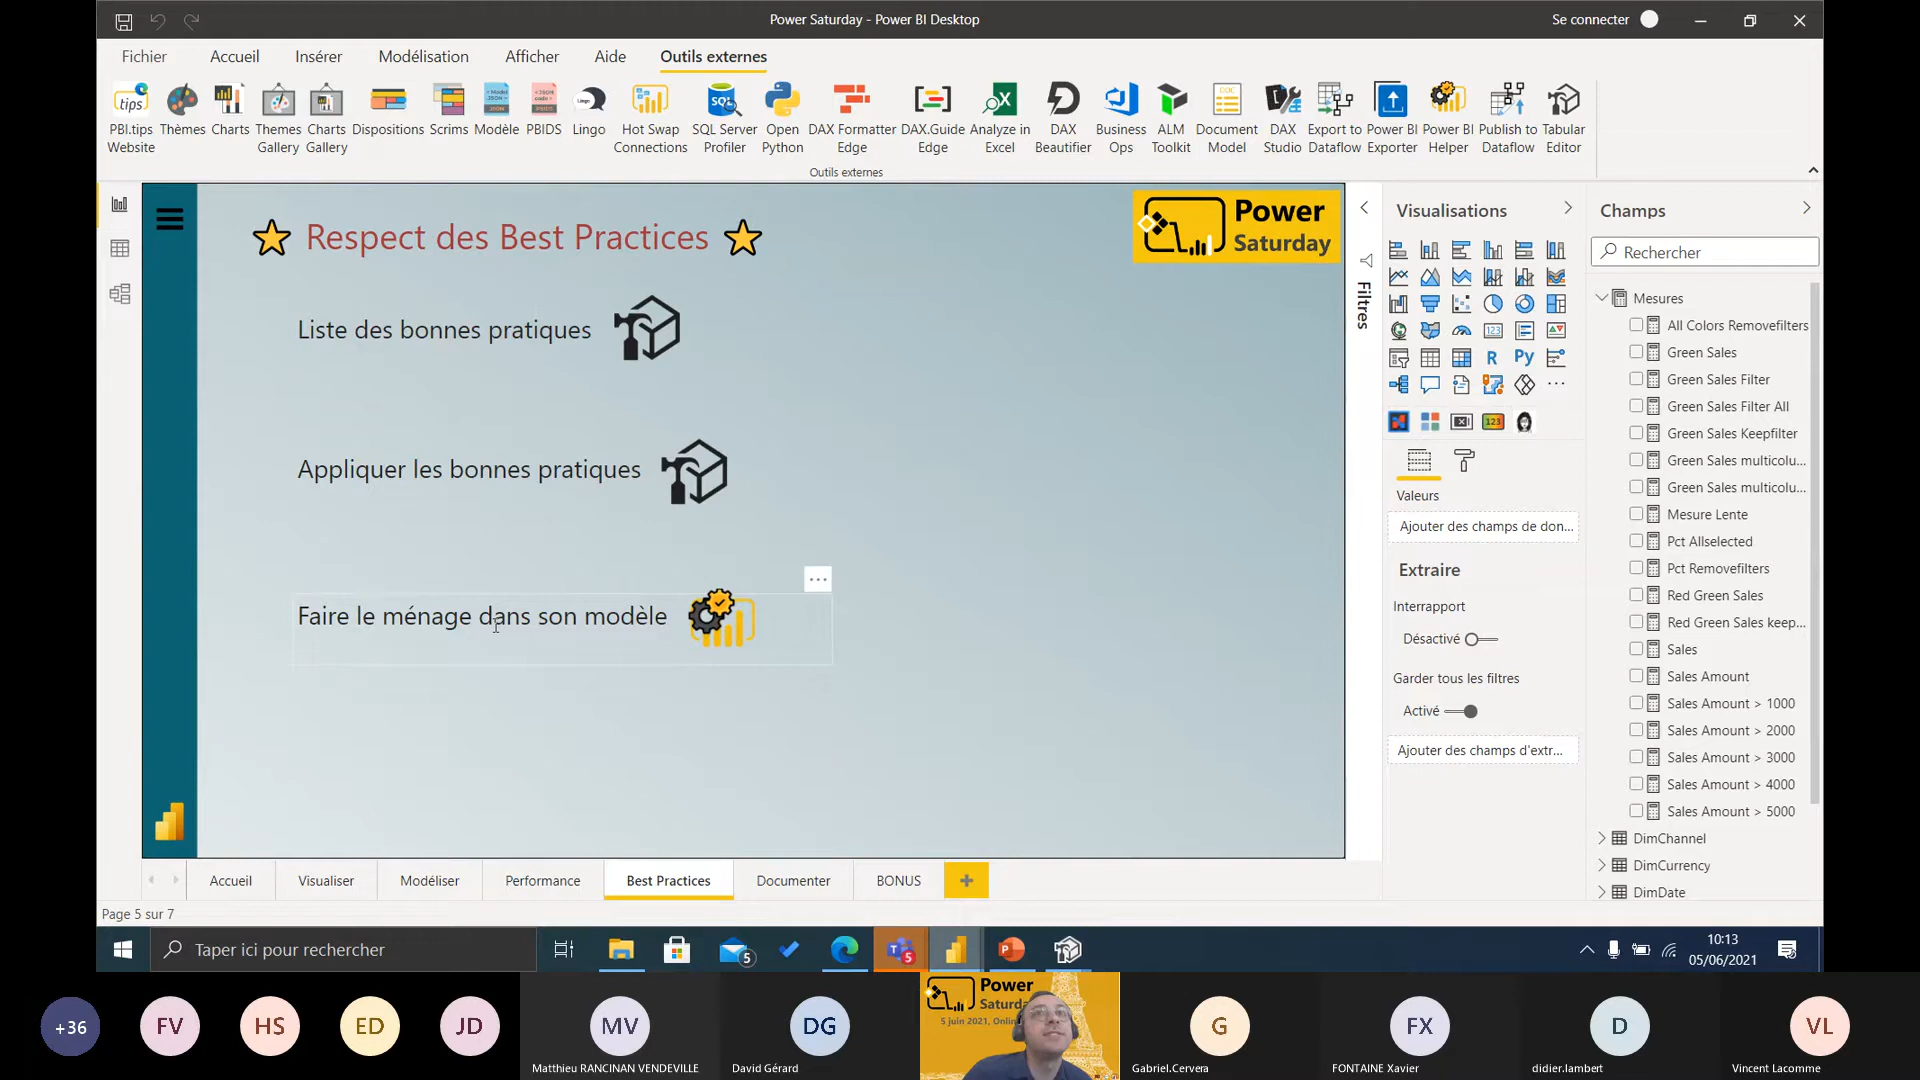 Power Saturday - Power BI Desktop
Se connecter
Fichier
Accueil
Insérer
Modélisation
Afficher
Aide
Outils externes
tips
PBI.tips
Website
Thèmes
Charts
Themes
Gallery
Charts
Gallery
Dispositions
Scrims
Modèle
PBIDS
Lingo
Hot Swap
Connections
SQL
SQL Server
Profiler
Open
Python
DAX Formatter
Edge
DAX.Guide
Edge
Analyze in
Excel
DAX
Beautifier
Business
Ops
ALM
Toolkit
Document
Model
DAX
Studio
Export to
Dataflow
Power BI
Exporter
Power BI
Helper
Publish to
Dataflow
Tabular
Editor
Outils externes
Respect des Best Practices
Power
Saturday
Liste des bonnes pratiques
Appliquer les bonnes pratiques
Faire le ménage dans son modèle
Filtres
Visualisations
123
R
Py
123
Valeurs
Ajouter des champs de don...
Extraire
Interrapport
Désactivé
Garder tous les filtres
Activé
Ajouter des champs d'extr...
Champs
Rechercher
Mesures
All Colors Removefilters
Green Sales
Green Sales Filter
Green Sales Filter All
Green Sales Keepfilter
Green Sales multicolu...
Green Sales multicolu...
Mesure Lente
Pct Allselected
Pct Removefilters
Red Green Sales
Red Green Sales keep...
Sales
Sales Amount
Sales Amount > 1000
Sales Amount > 2000
Sales Amount > 3000
Sales Amount > 4000
Sales Amount > 5000
DimChannel
DimCurrency
DimDate
Accueil
Visualiser
Modéliser
Performance
Best Practices
Documenter
BONUS
Page 5 sur 7
Taper ici pour rechercher
5
5
10:13
05/06/2021
+36
FV
HS
ED
JD
MV
Matthieu RANCINAN VENDEVILLE
DG
David Gérard
Power
5 juin 2021,
G
Gabriel.Cervera
FX
FONTAINE Xavier
D
didier.lambert
VL
Vincent Lacomme